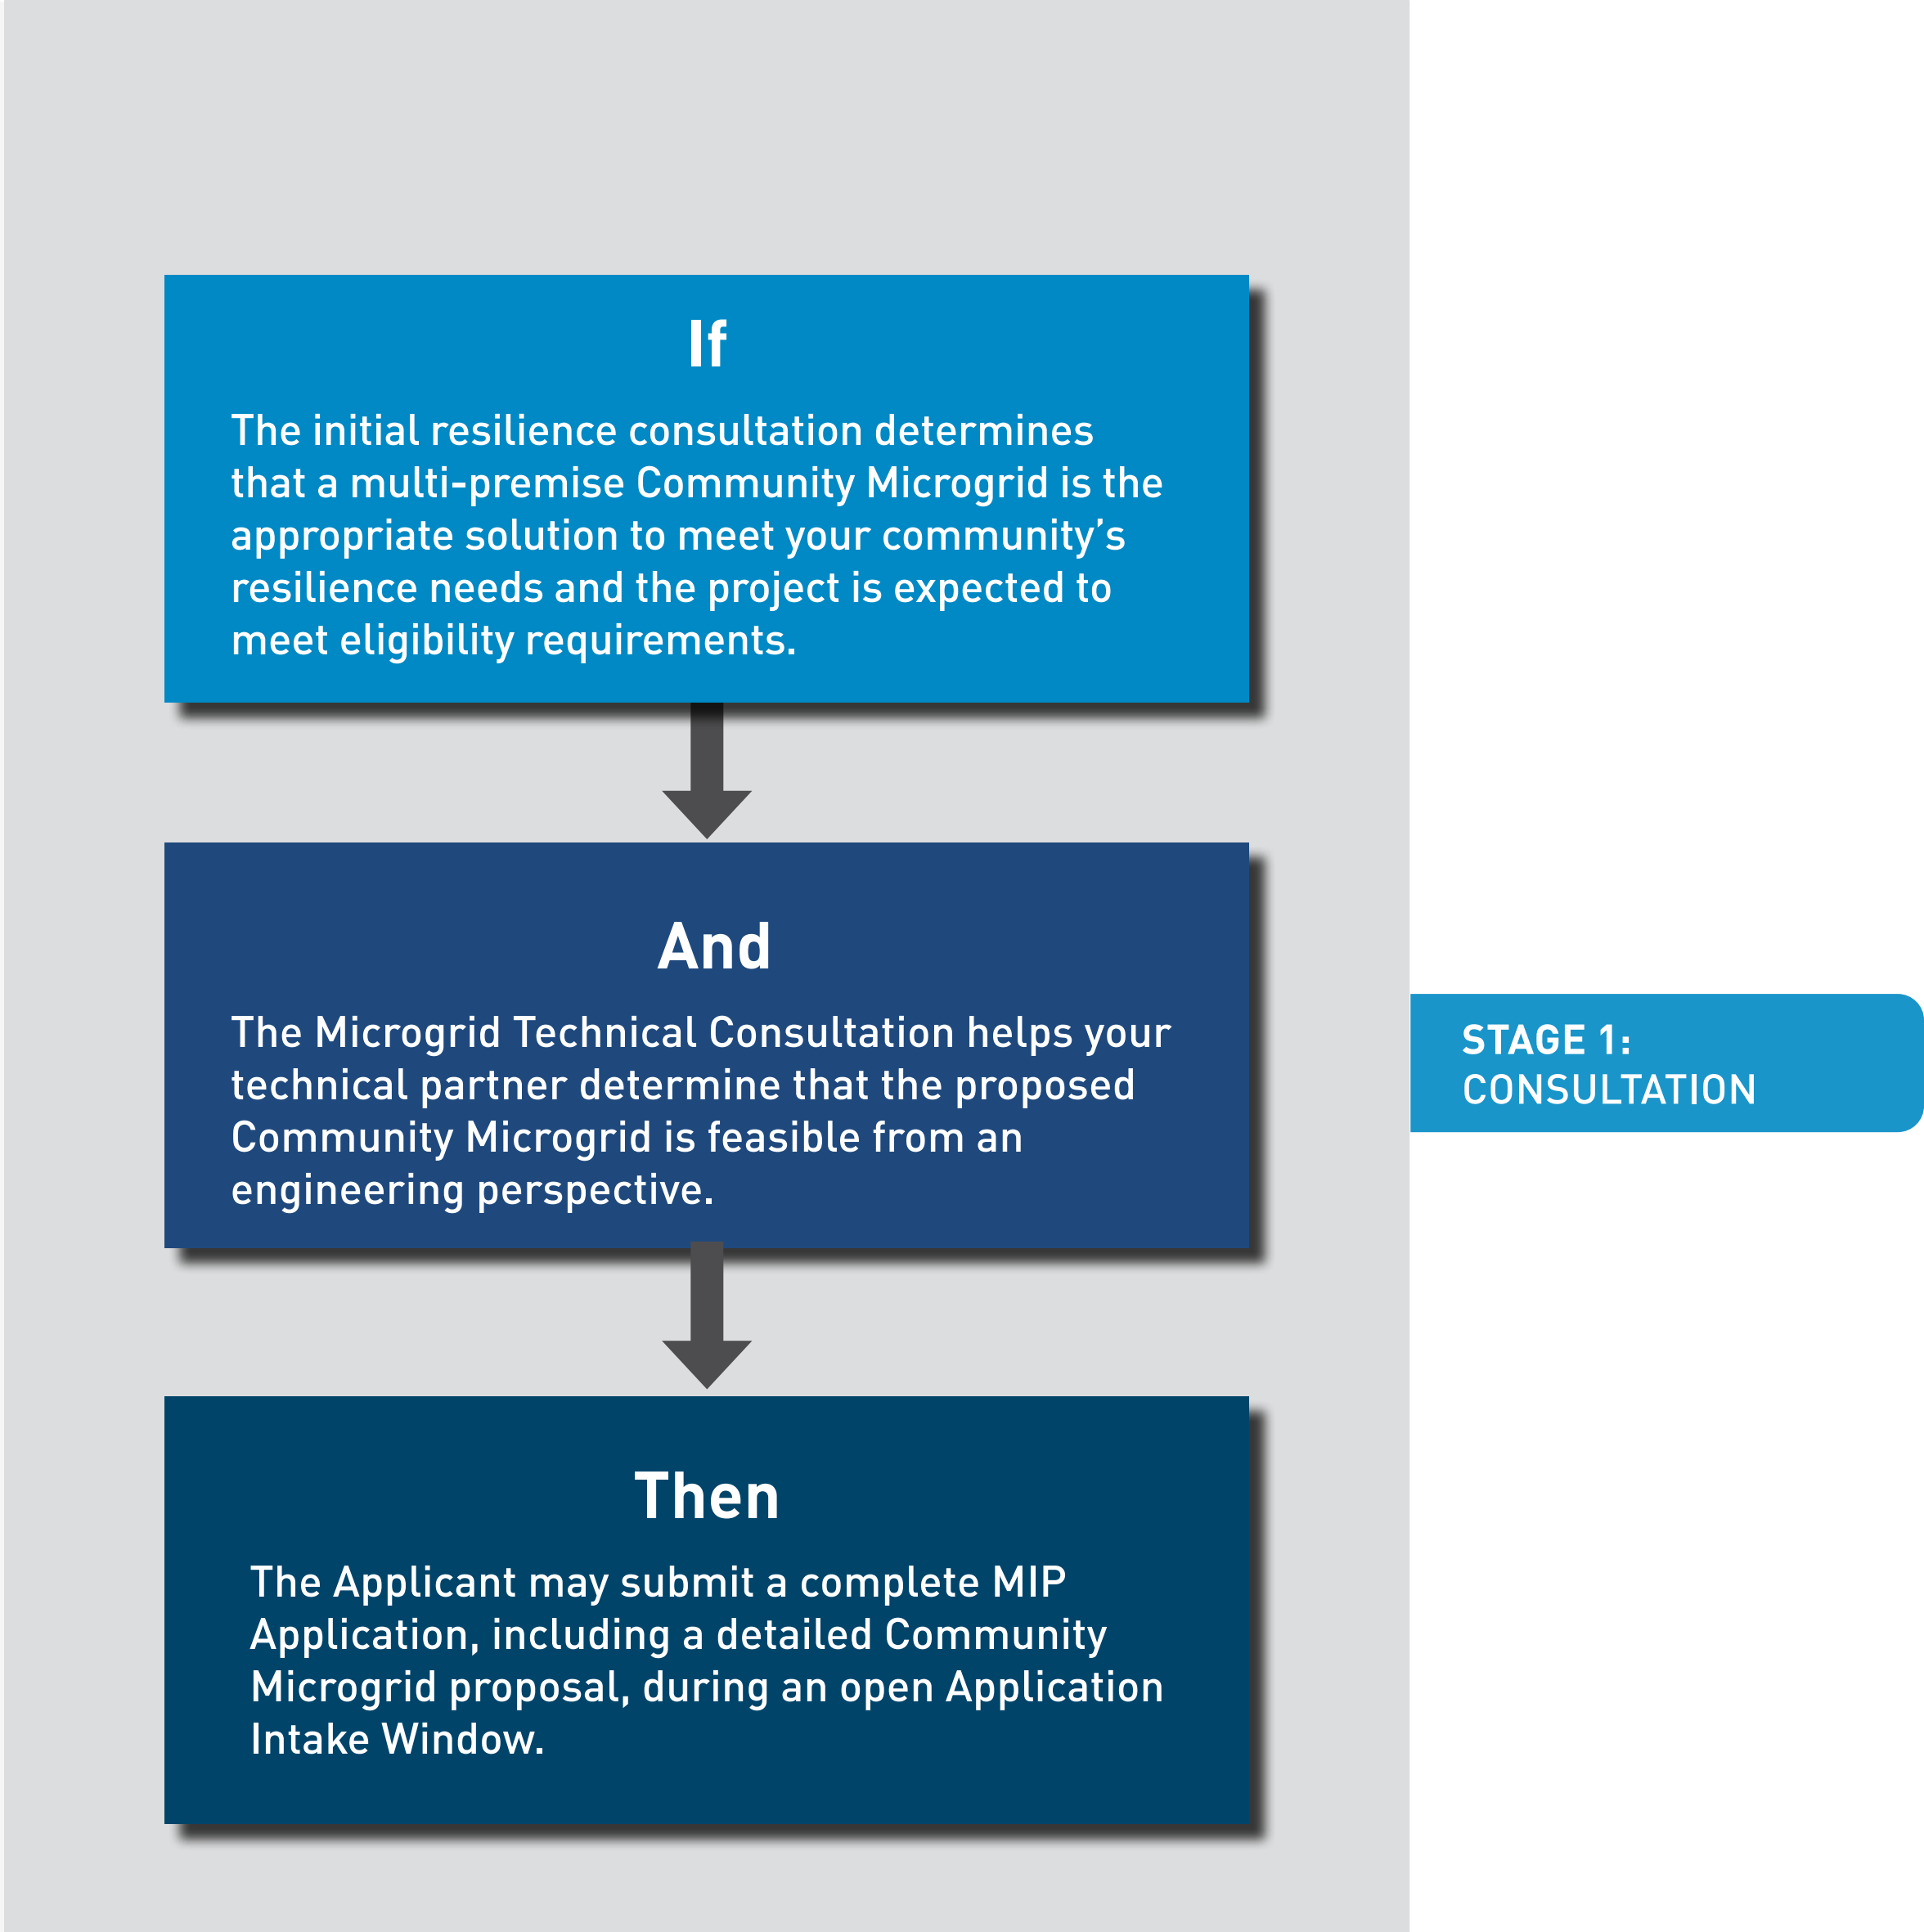 If
The initial resilience consultation determines
that a multi-premise Community Microgrid is the
appropriate solution to meet your community’s
resilience needs and the project is expected to
meet eligibility requirements.
And
The Microgrid Technical Consultation helps your
technical partner determine that the proposed
Community Microgrid is feasible from an
engineering perspective.
STAGE 1:
CONSULTATION
Then
The Applicant may submit a complete MIP
Application, including a detailed Community
Microgrid proposal, during an open Application
Intake Window.